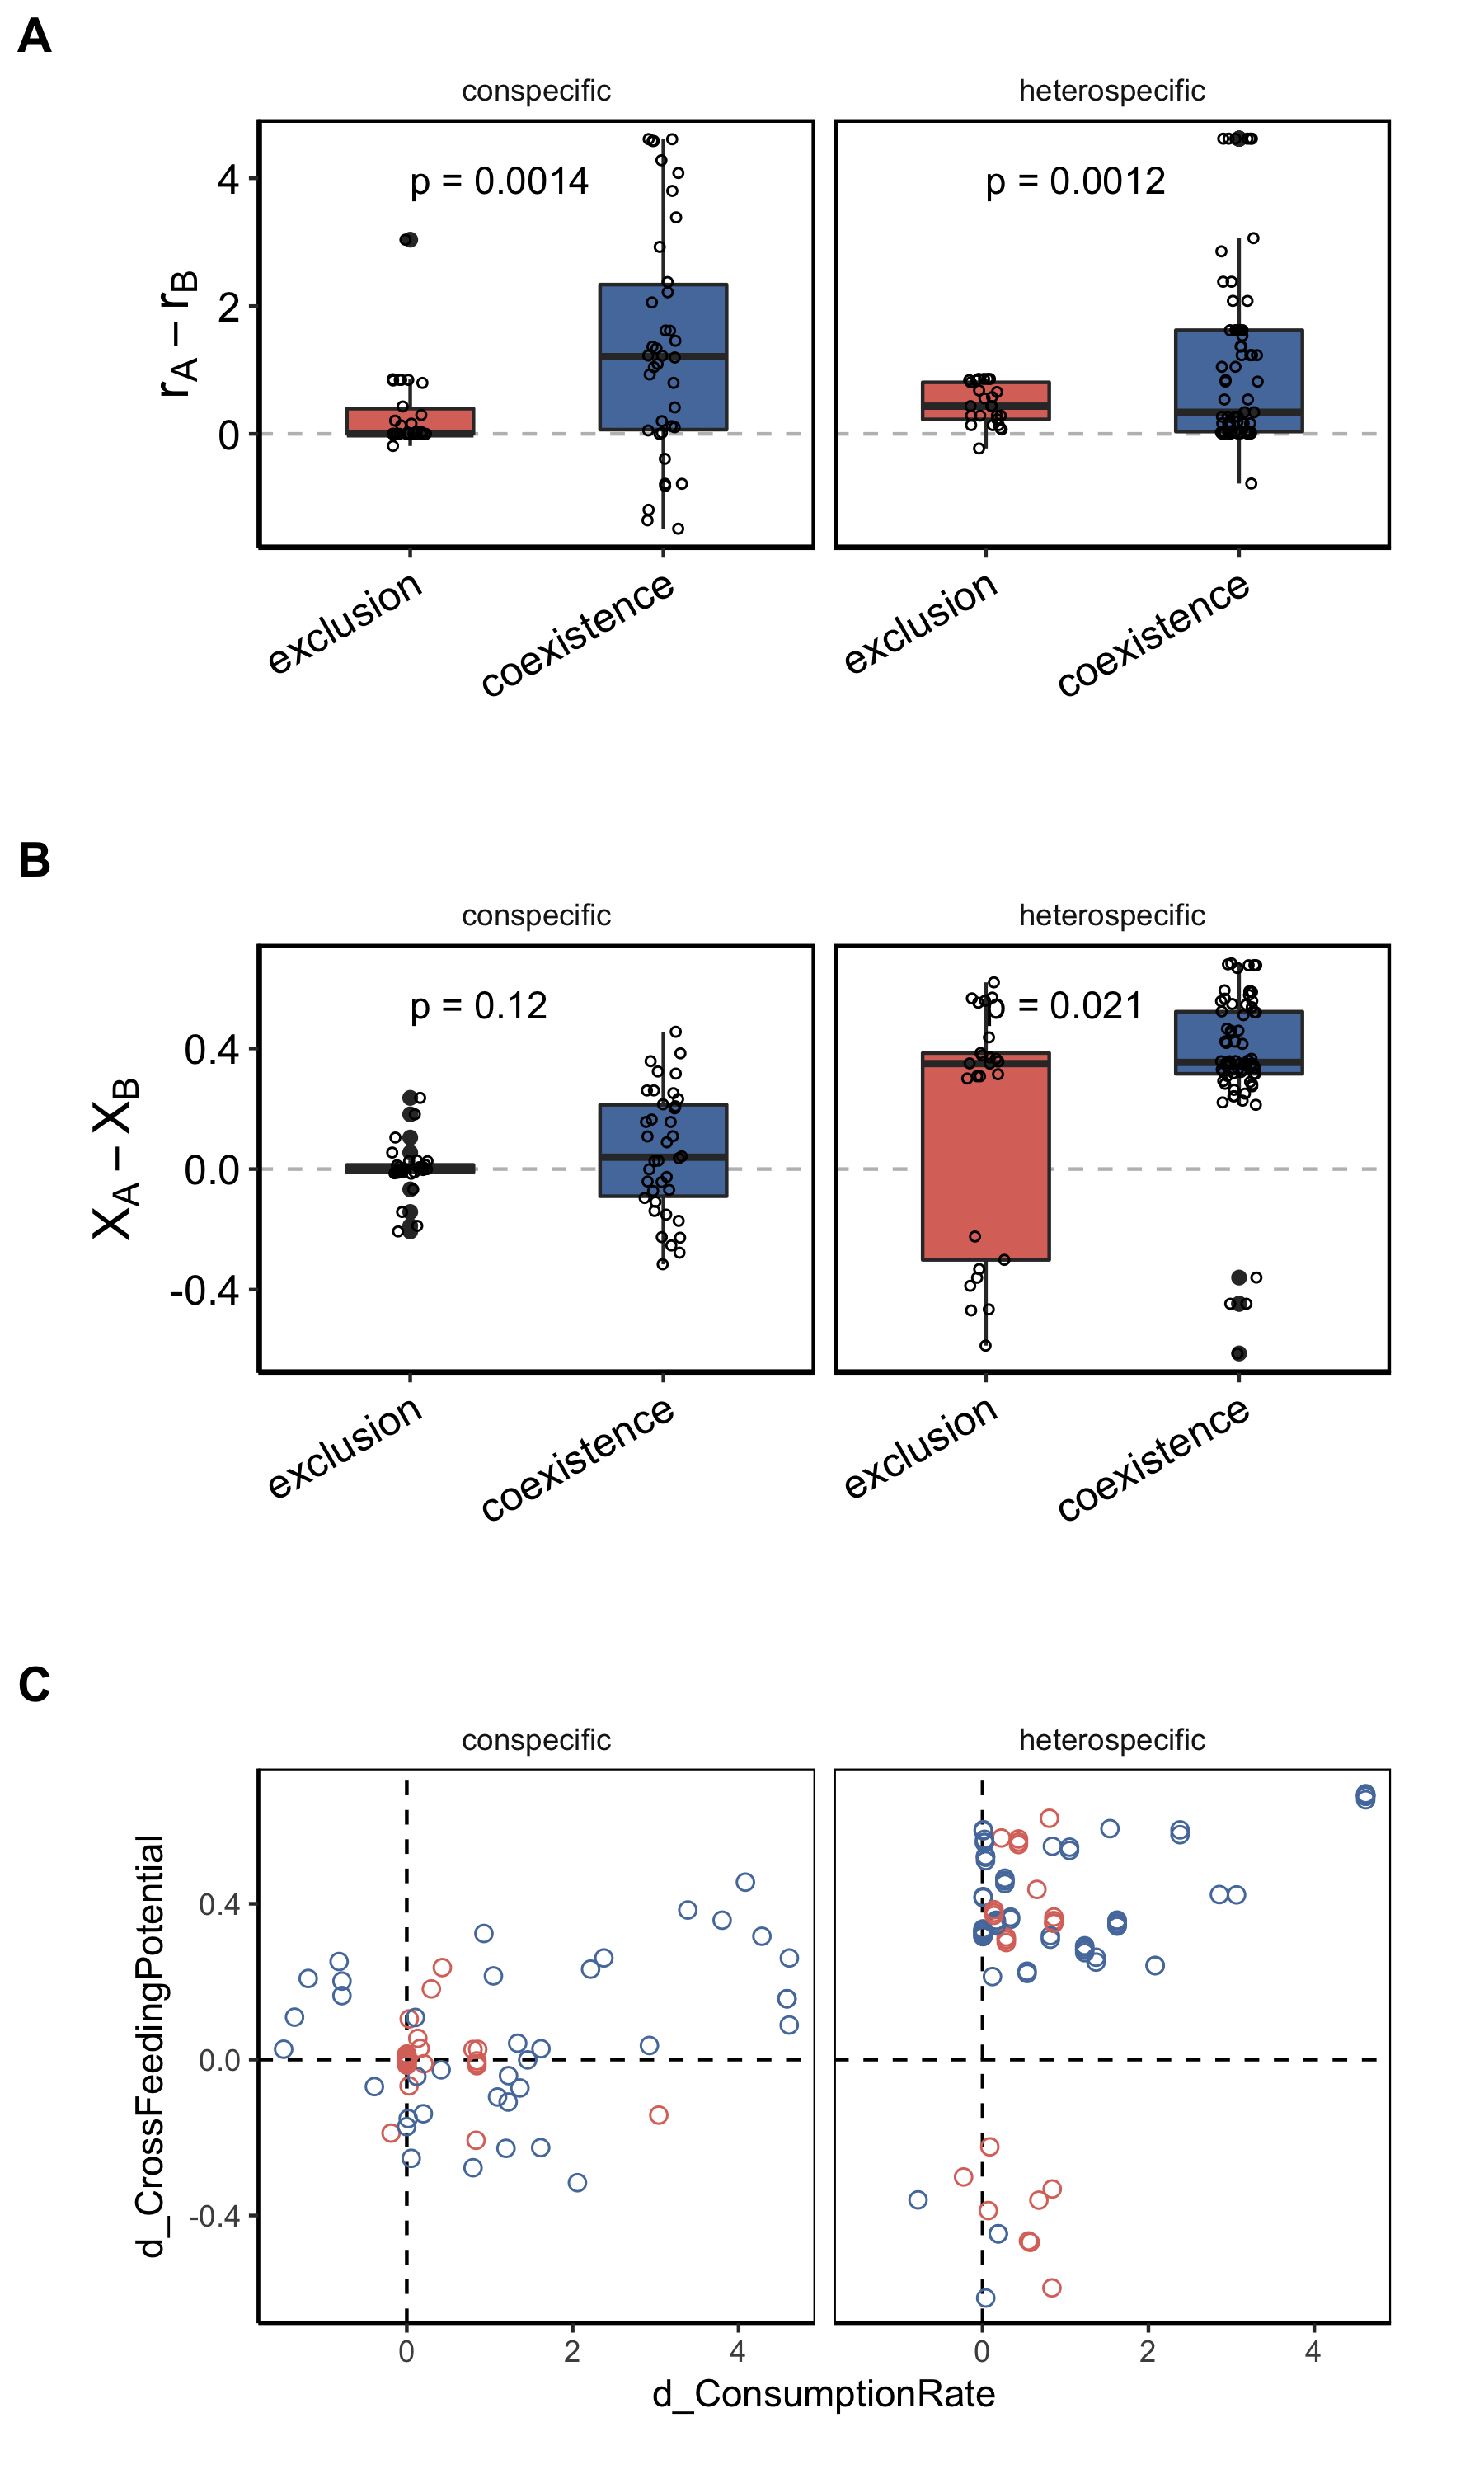 A
conspecific
heterospecific
p = 0.0014
p = 0.0012
4
2
0
rA − rB
exclusion
coexistence
exclusion
coexistence
B
conspecific
heterospecific
p = 0.12
p = 0.021
0.4
0.0
-0.4
XA − XB
exclusion
coexistence
exclusion
coexistence
C
conspecific
heterospecific
0.4
0.0
-0.4
d_CrossFeedingPotential
0 2 4
0 2 4
d_ConsumptionRate